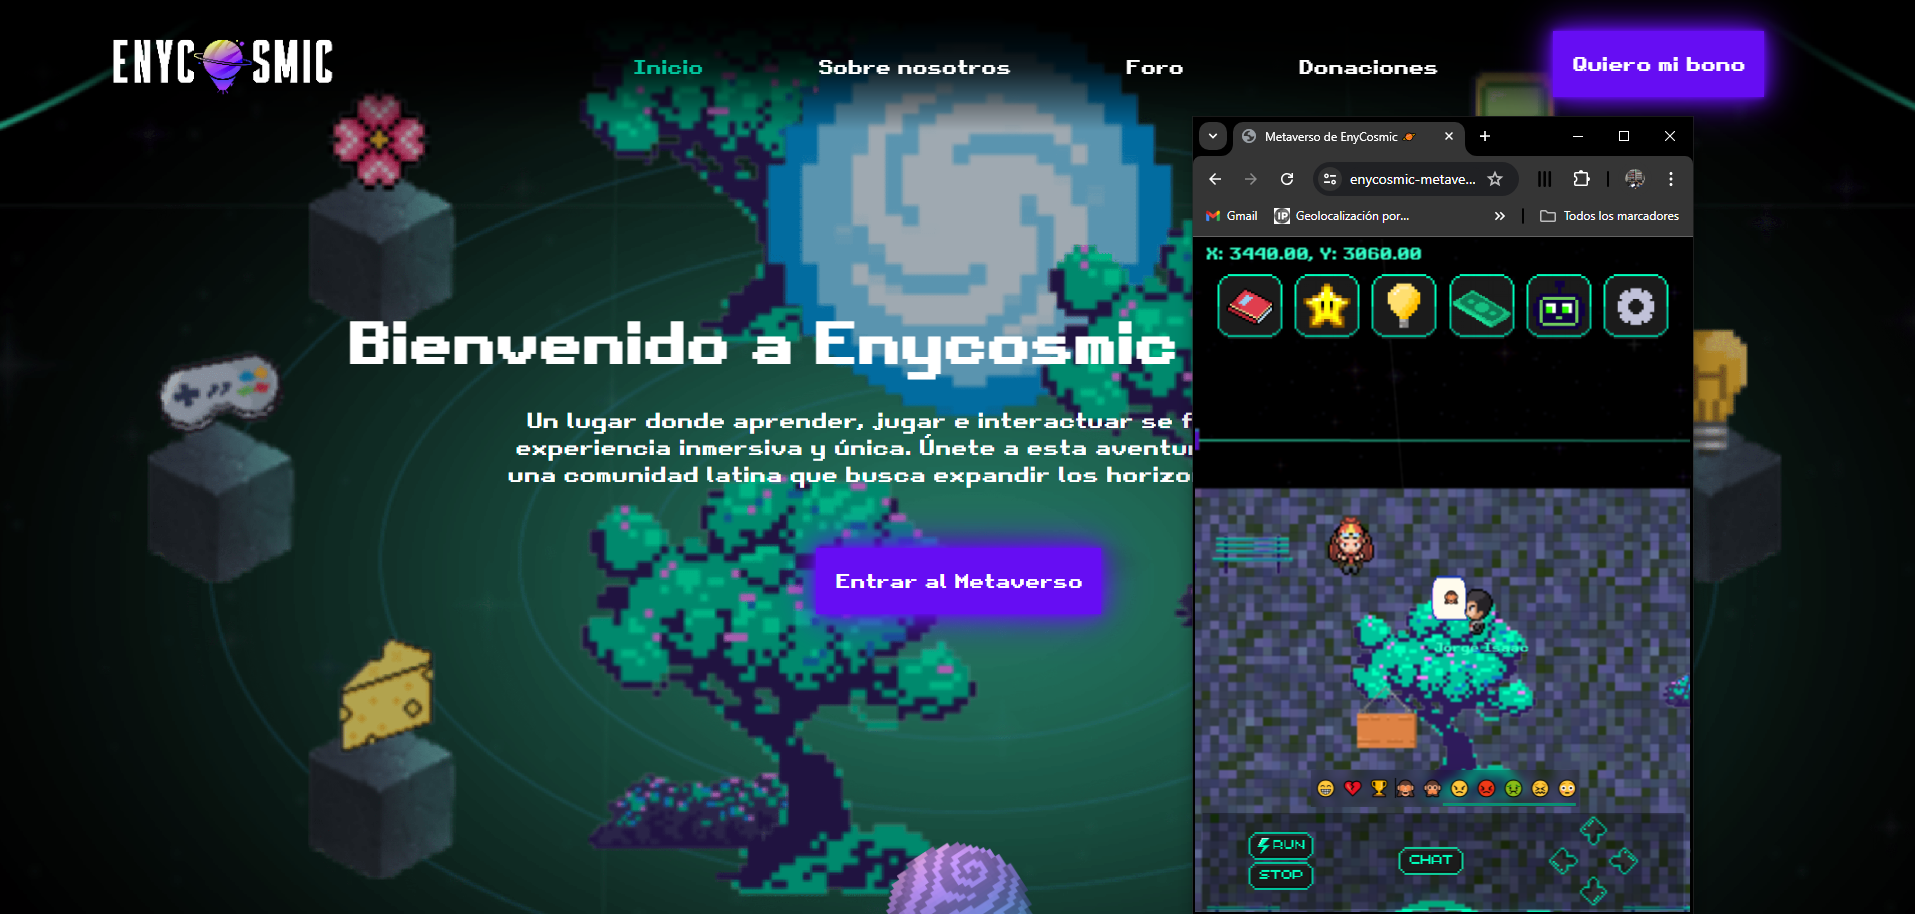 ENYCOSMIC
Inicio
Sobre nosotros
Foro
Donaciones
Quiero mi bono
Metaverso de EnyCosmic
enycosmic-metave...
Gmail
IP
Geolocalización por...
»
Todos los marcadores
X: 3440.00, Y: 3060.00
Bienvenido a Enycosmic
Un lugar donde aprender, jugar e interactuar se f
experiencia inmersiva y única. Únete a esta aventu
una comunidad latina que busca expandir los horizo
Entrar al Metaverso
Jorge Isaac
RUN
STOP
CHAT